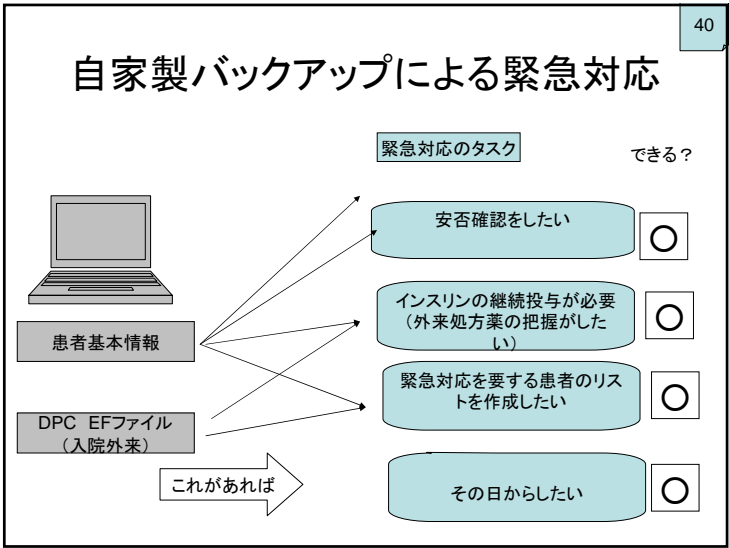 40
自家製バックアップによる緊急対応
緊急対応のタスク
できる？
安否確認をしたい
○
インスリンの継続投与が必要
（外来処方薬の把握がした
い）
○
患者基本情報
緊急対応を要する患者のリス
トを作成したい
○
DPC　EFファイル
（入院外来）
これがあれば
その日からしたい
○